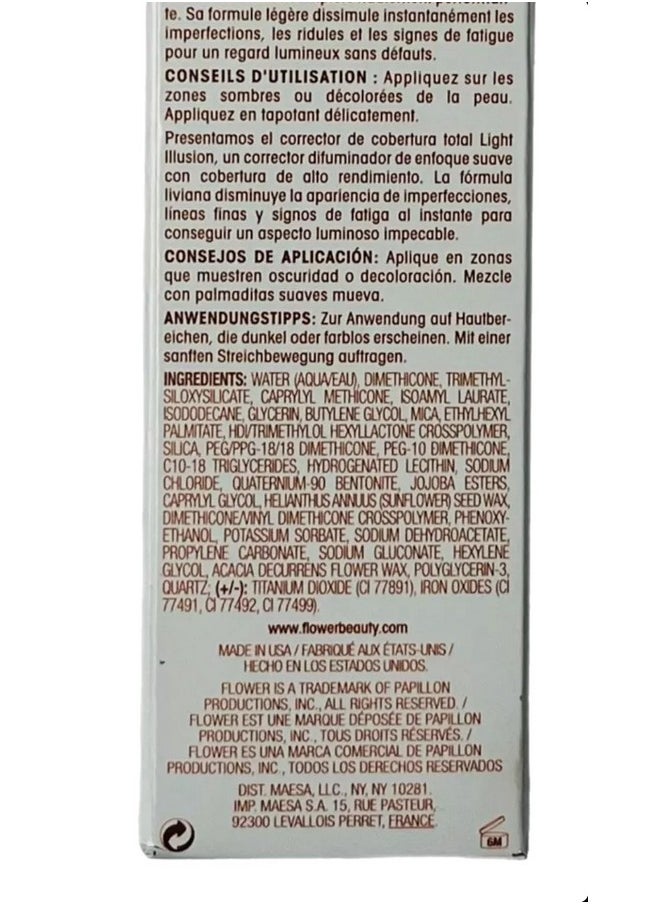 te. Sa formule légère dissimule instantanément les
imperfections, les ridules et les signes de fatigue
pour un regard lumineux sans défauts.
CONSEILS D'UTILISATION : Appliquez sur les
zones sombres ou décolorées de la peau.
Appliquez en tapotant délicatement.
Presentamos el corrector de cobertura total Light
Illusion, un corrector difuminador de enfoque suave
con cobertura de alto rendimiento. La fórmula
liviana disminuye la apariencia de imperfecciones,
líneas finas y signos de fatiga al instante para
conseguir un aspecto luminoso impecable.
CONSEJOS DE APLICACIÓN: Aplique en zonas
que muestren oscuridad o decoloración. Mezcle
con palmaditas suaves mueva.
ANWENDUNGSTIPPS: Zur Anwendung auf Hautber-
eichen, die dunkel oder farblos erscheinen. Mit einer
sanften Streichbewegung auftragen.
INGREDIENTS: WATER (AQUA/EAU), DIMETHICONE, TRIMETHYL-
SILOXYSILICATE, CAPRYLYL METHICONE, ISOAMYL LAURATE,
ISODODECANE, GLYCERIN, BUTYLENE GLYCOL, MICA, ETHYLHEXYL
PALMITATE, HDI/TRIMETHYLOL HEXYLLACTONE CROSSPOLYMER,
SILICA, PEG/PPG-18/18 DIMETHICONE, PEG-10 DIMETHICONE,
C10-18 TRIGLYCERIDES, HYDROGENATED LECITHIN, SODIUM
CHLORIDE, QUATERNIUM-90 BENTONITE, JOJOBA ESTERS,
CAPRYLYL GLYCOL, HELIANTHUS ANNUUS (SUNFLOWER) SEED WAX,
DIMETHICONE/VINYL DIMETHICONE CROSSPOLYMER, PHENOXY-
ETHANOL, POTASSIUM SORBATE, SODIUM DEHYDROACETATE,
PROPYLENE CARBONATE, SODIUM GLUCONATE, HEXYLENE
GLYCOL, ACACIA DECURRENS FLOWER WAX, POLYGLYCERIN-3,
QUARTZ; (+/-): TITANIUM DIOXIDE (CI 77891), IRON OXIDES (CI
77491, CI 77492, CI 77499).
www.flowerbeauty.com
MADE IN USA / FABRIQUÉ AUX ÉTATS-UNIS /
HECHO EN LOS ESTADOS UNIDOS.
FLOWER IS A TRADEMARK OF PAPILLON
PRODUCTIONS, INC., ALL RIGHTS RESERVED. /
FLOWER EST UNE MARQUE DÉPOSÉE DE PAPILLON
PRODUCTIONS, INC., TOUS DROITS RÉSERVÉS. /
FLOWER ES UNA MARCA COMERCIAL DE PAPILLON
PRODUCTIONS, INC., TODOS LOS DERECHOS RESERVADOS
DIST. MAESA, LLC., NY, NY 10281.
IMP. MAESA S.A. 15, RUE PASTEUR,
92300 LEVALLOIS PERRET, FRANCE.
6M